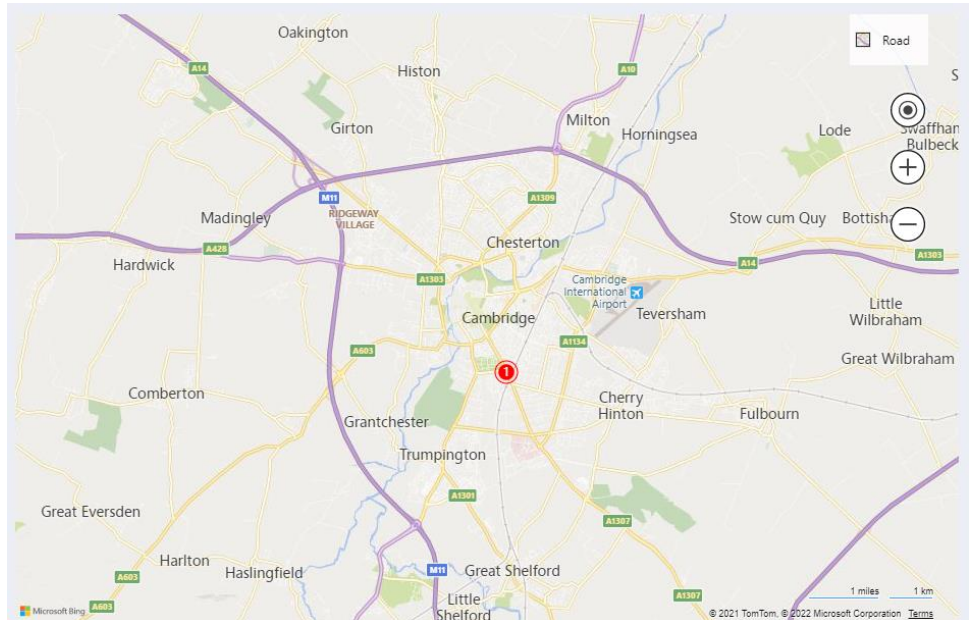 Oakington
Road
A14
Histon
A10
S
Milton
Girton
Horningsea
Lode
Swaffham
Bulbeck
M11
A1309
Madingley
RIDGEWAY
VILLAGE
Stow cum Quy
Bottisha
A428
Chesterton
Hardwick
A1303
A14
A1303
Cambridge
International
Airport
Little
Wilbraham
Cambridge
Teversham
A603
A1134
Great Wilbraham
1
Comberton
Cherry
Hinton
Fulbourn
Grantchester
Trumpington
A1301
Great Eversden
A1307
Harlton
Haslingfield
M11
Great Shelford
A603
A603
Little
Shelford
A1307
1 miles
1 km
Microsoft Bing
© 2021 TomTom, © 2022 Microsoft Corporation Terms